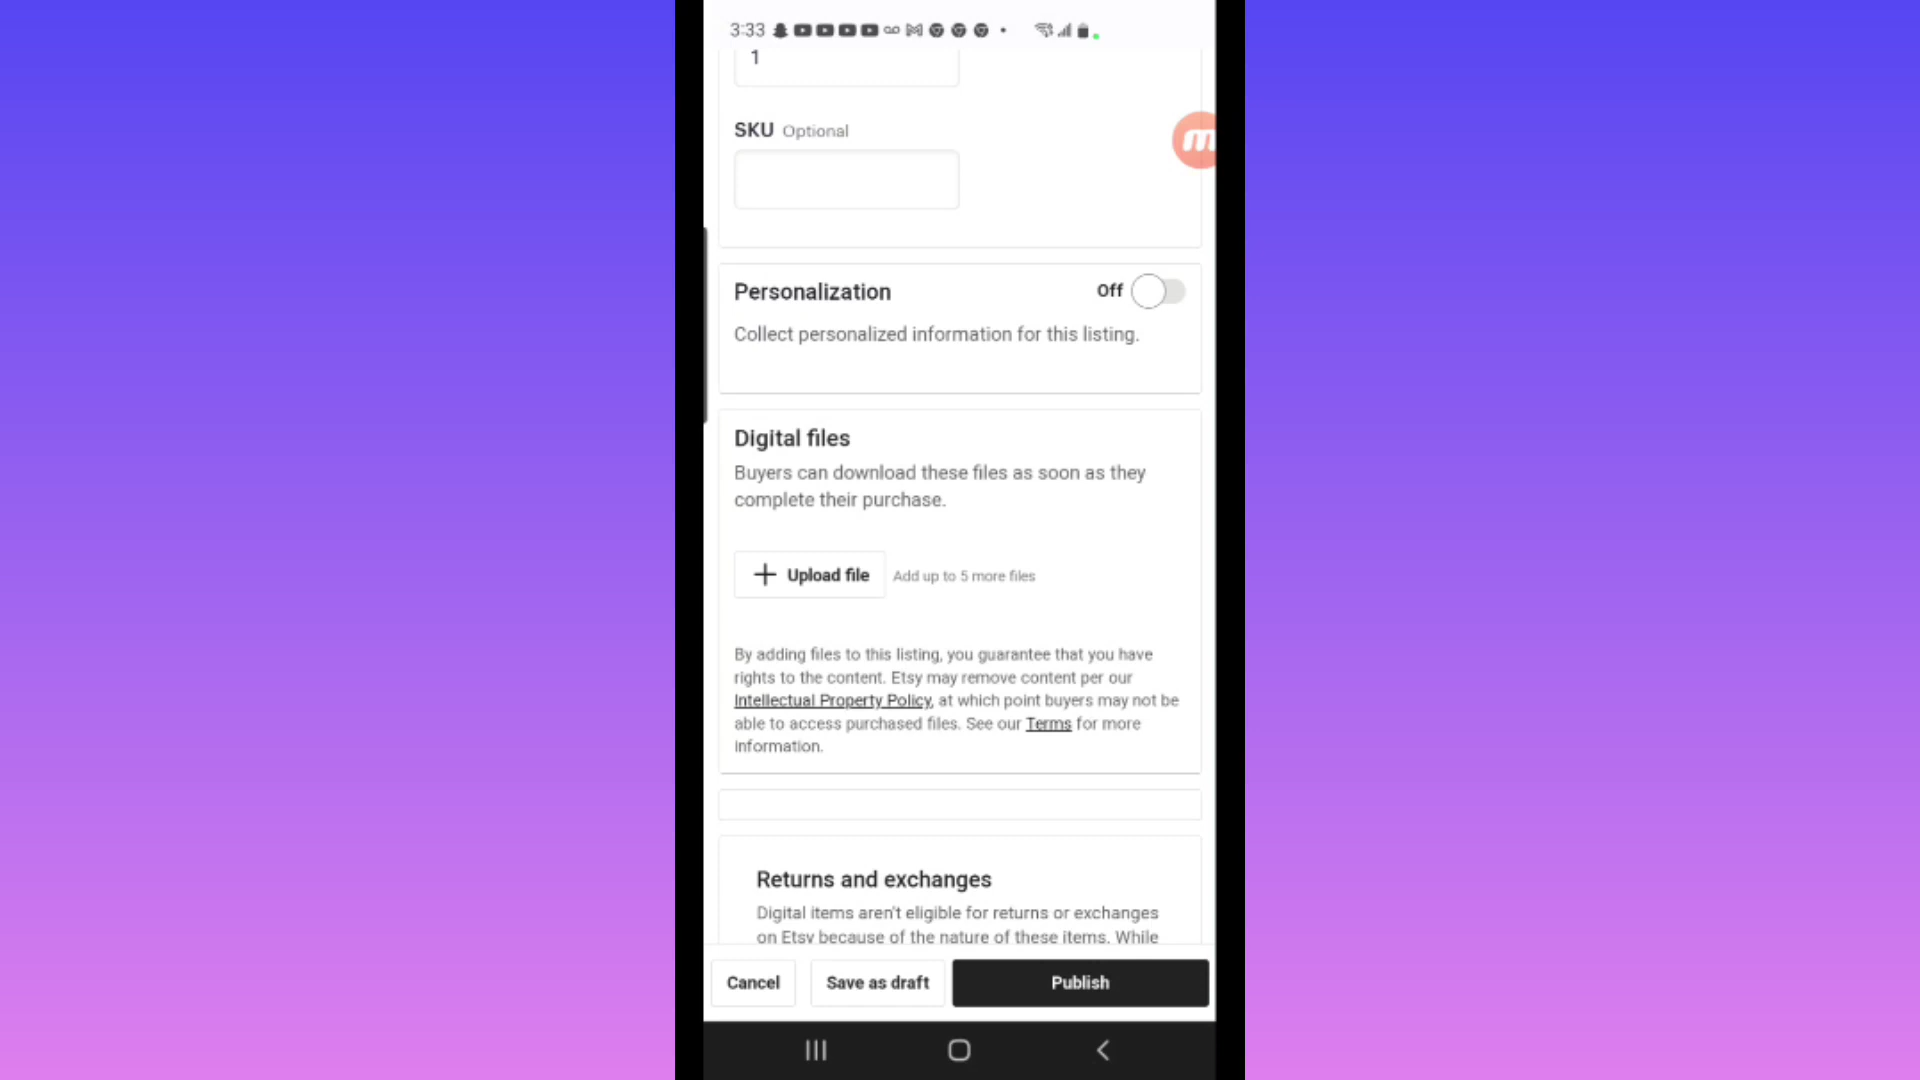 3:33
1
SKU Optional
Personalization
Off
Collect personalized information for this listing.
Digital files
Buyers can download these files as soon as they
complete their purchase.
+ Upload file
Add up to 5 more files
By adding files to this listing, you guarantee that you have
rights to the content. Etsy may remove content per our
Intellectual Property Policy, at which point buyers may not be
able to access purchased files. See our Terms for more
information.
Returns and exchanges
Digital items aren't eligible for returns or exchanges
on Etsy because of the nature of these items. While
Cancel
Save as draft
Publish